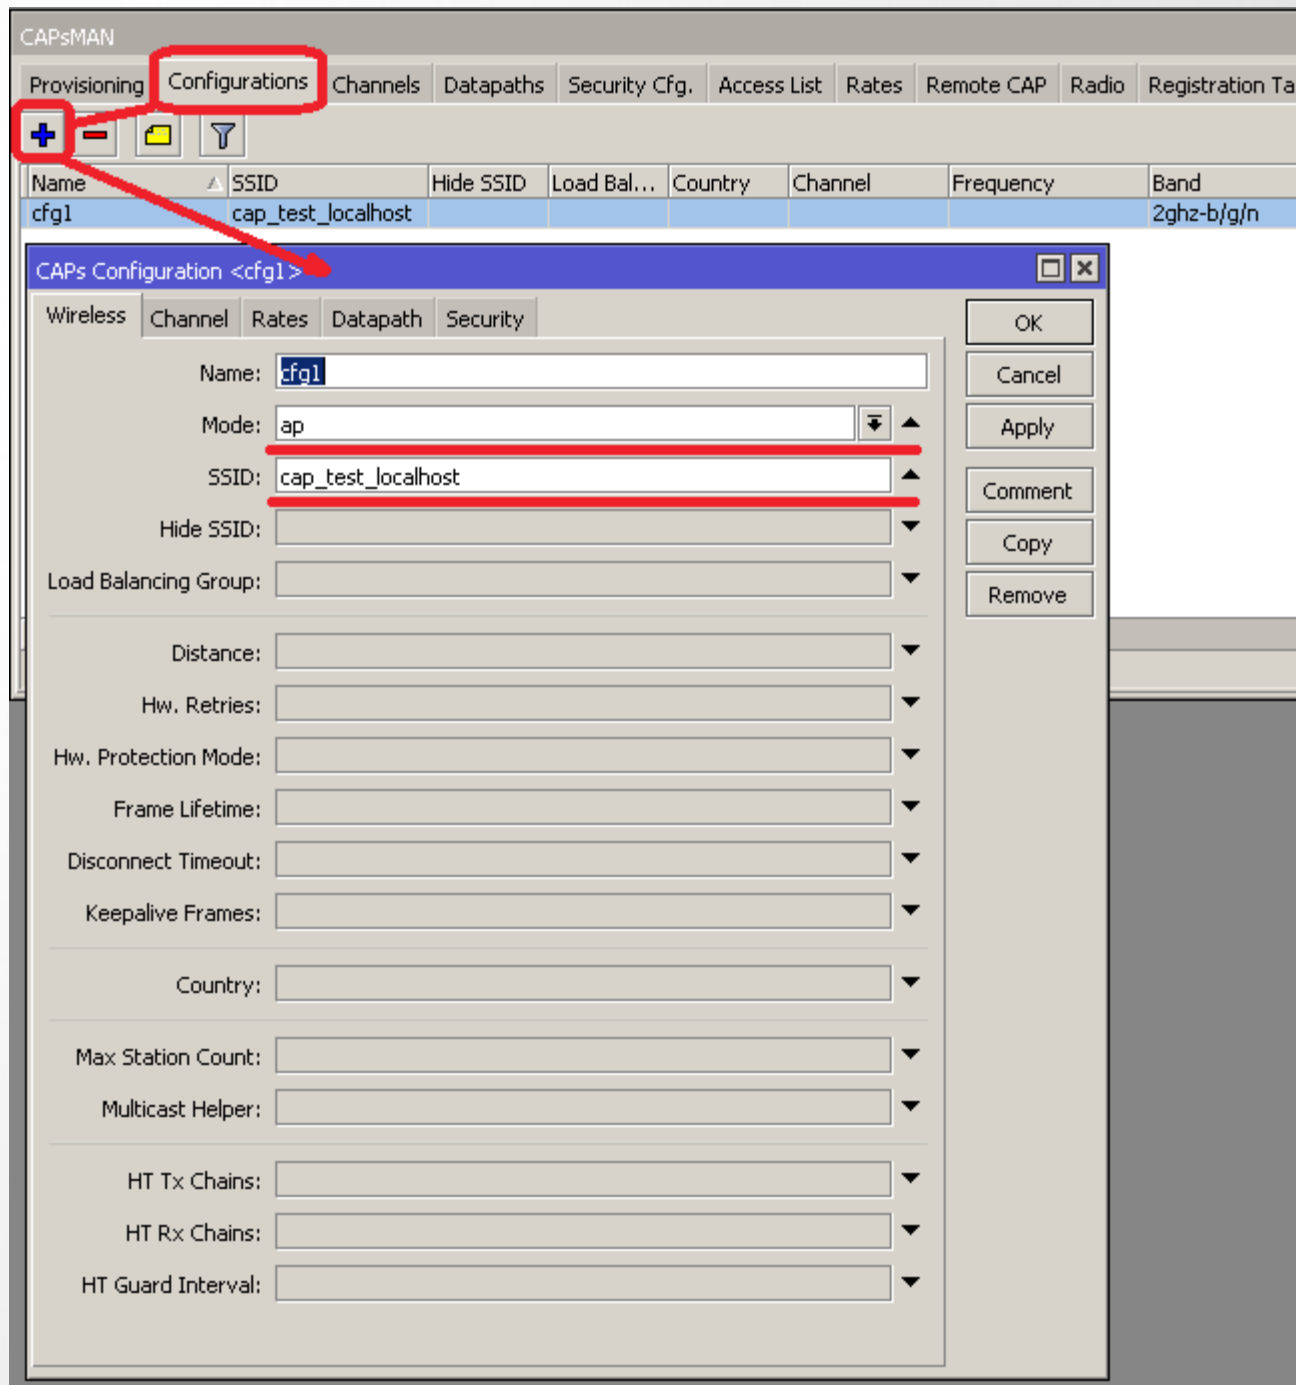 CAPsMAN
Provisioning Configurations Channels Datapaths Security Cfg. Access List Rates Remote CAP Radio Registration Ta
Name SSID Hide SSID Load Bal... Country Channel Frequency Band
cfg1 cap_test_localhost 2ghz-b/g/n
CAPs Configuration <cfg1>
Wireless Channel Rates Datapath Security
OK
Name: cfg1
Cancel
Mode: ap
Apply
SSID: cap_test_localhost
Comment
Hide SSID:
Copy
Load Balancing Group:
Remove
Distance:
Hw. Retries:
Hw. Protection Mode:
Frame Lifetime:
Disconnect Timeout:
Keepalive Frames:
Country:
Max Station Count:
Multicast Helper:
HT Tx Chains:
HT Rx Chains:
HT Guard Interval: